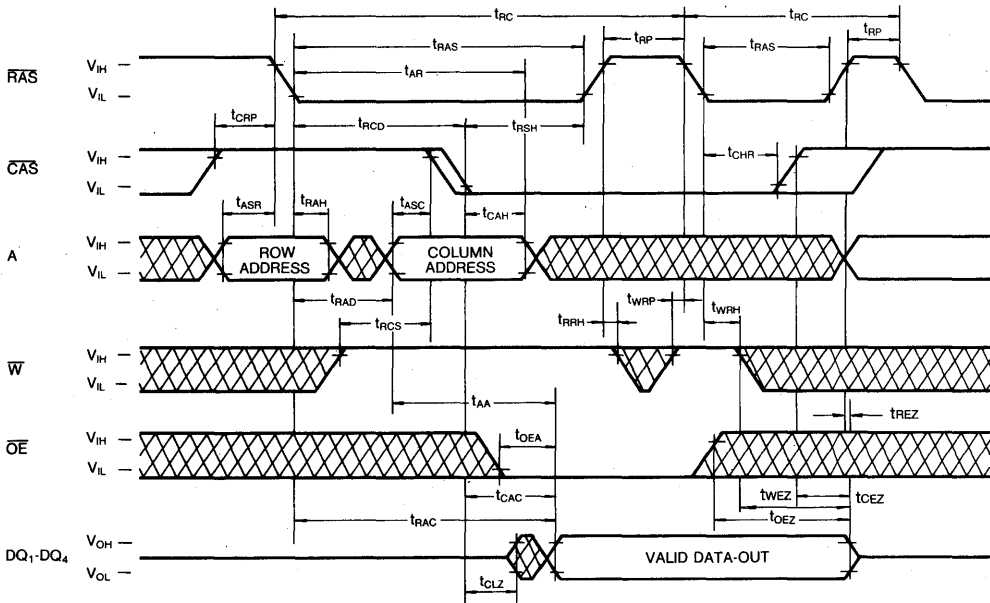 tRC tRC
tRAS tRP tRAS tRP
tAR
RAS VIH
VIL
tCRP tRCD tRSH
tCHR
CAS VIH
VIL
tASR tRAH tASC tCAH
A VIH ROW ADDRESS COLUMN ADDRESS
VIL
tRAD
tRCS tRRH tWRP tWRH
W VIH
VIL
tAA tREZ
OE VIH tOEA
VIL
tCAC tWEZ tCEZ
tRAC tOEZ
DQ1-DQ4 VOH VALID DATA-OUT
VOL
tCLZ